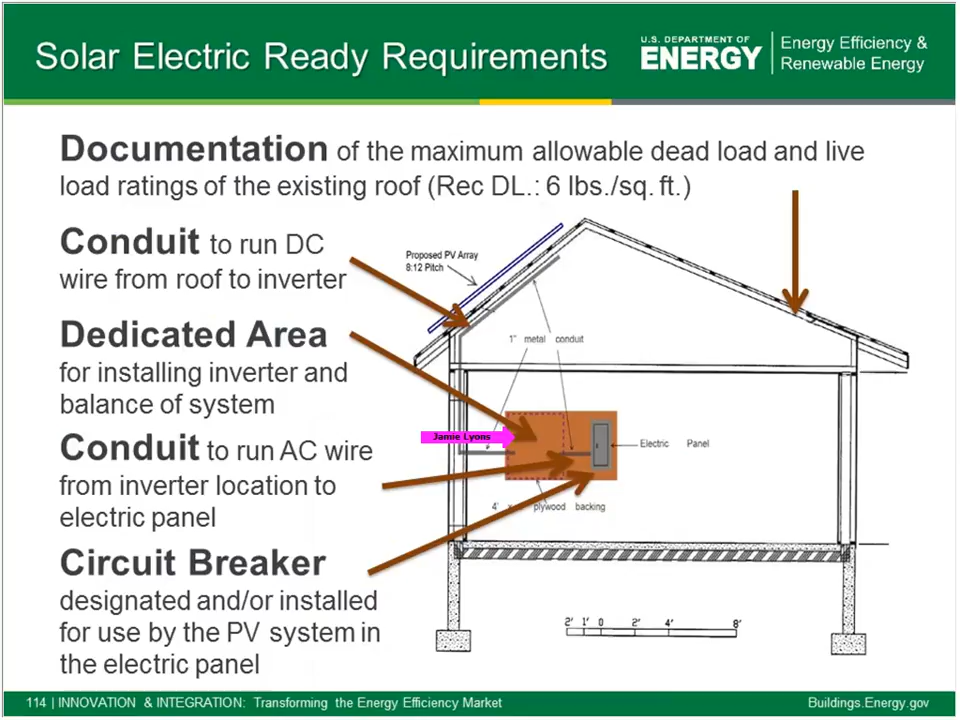 Solar Electric Ready Requirements
U.S. DEPARTMENT OF
ENERGY
Energy Efficiency &
Renewable Energy
Documentation of the maximum allowable dead load and live
load ratings of the existing roof (Rec DL.: 6 lbs./sq. ft.)
Conduit to run DC
wire from roof to inverter
Dedicated Area
for installing inverter and
balance of system
Conduit to run AC wire
from inverter location to
electric panel
Circuit Breaker
designated and/or installed
for use by the PV system in
the electric panel
Proposed PV Array
8:12 Pitch
1" metal conduit
Jamie Lyons
Electric Panel
4' x plywood backing
2' 1' 0 2' 4' 8'
114 | INNOVATION & INTEGRATION: Transforming the Energy Efficiency Market
Buildings.Energy.gov